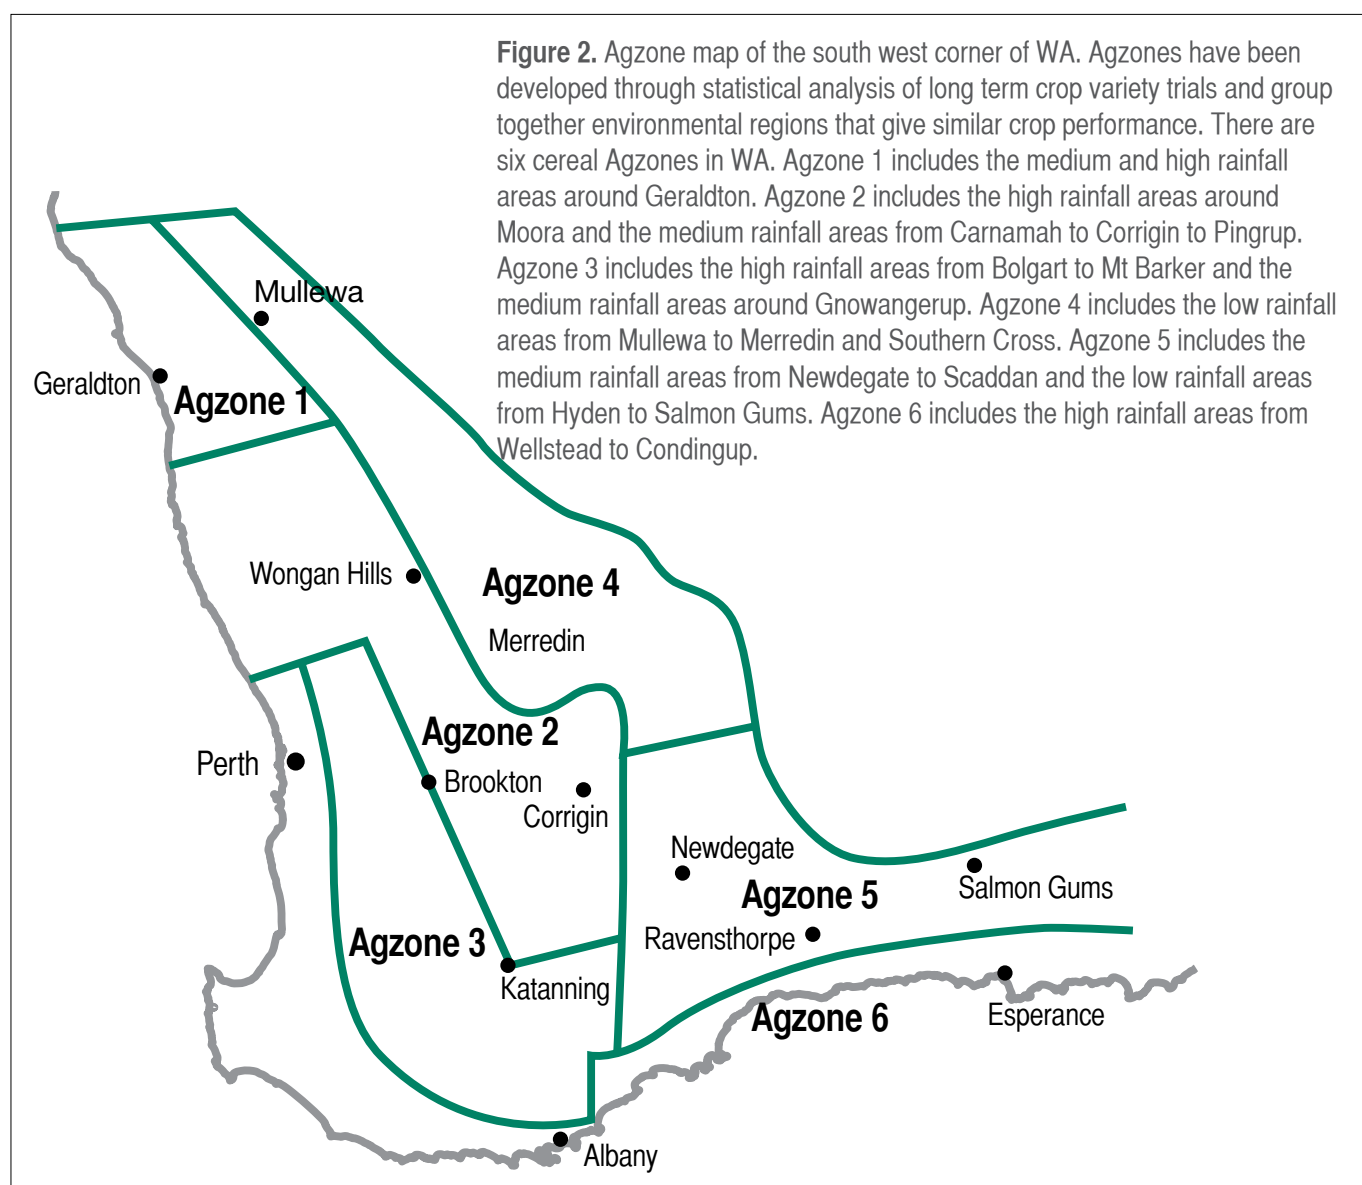 Figure 2. Agzone map of the south west corner of WA. Agzones have been
developed through statistical analysis of long term crop variety trials and group
together environmental regions that give similar crop performance. There are
six cereal Agzones in WA. Agzone 1 includes the medium and high rainfall
areas around Geraldton. Agzone 2 includes the high rainfall areas around
Moora and the medium rainfall areas from Carnamah to Corrigin to Pingrup.
Agzone 3 includes the high rainfall areas from Bolgart to Mt Barker and the
medium rainfall areas around Gnowangerup. Agzone 4 includes the low rainfall
areas from Mullewa to Merredin and Southern Cross. Agzone 5 includes the
medium rainfall areas from Newdegate to Scaddan and the low rainfall areas
from Hyden to Salmon Gums. Agzone 6 includes the high rainfall areas from
Wellstead to Condingup.
Mullewa
Geraldton
Agzone 1
Wongan Hills
Agzone 4
Merredin
Agzone 2
Perth
Brookton
Corrigin
Newdegate
Agzone 5
Salmon Gums
Agzone 3
Ravensthorpe
Katanning
Agzone 6
Esperance
Albany